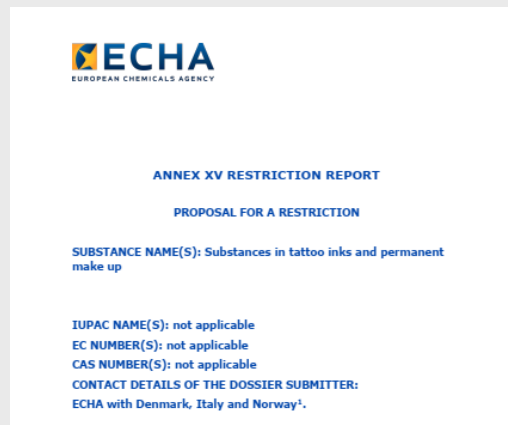 ECHA
EUROPEAN CHEMICALS AGENCY
ANNEX XV RESTRICTION REPORT
PROPOSAL FOR A RESTRICTION
SUBSTANCE NAME(S): Substances in tattoo inks and permanent
make up
IUPAC NAME(S): not applicable
EC NUMBER(S): not applicable
CAS NUMBER(S): not applicable
CONTACT DETAILS OF THE DOSSIER SUBMITTER:
ECHA with Denmark, Italy and Norway¹.